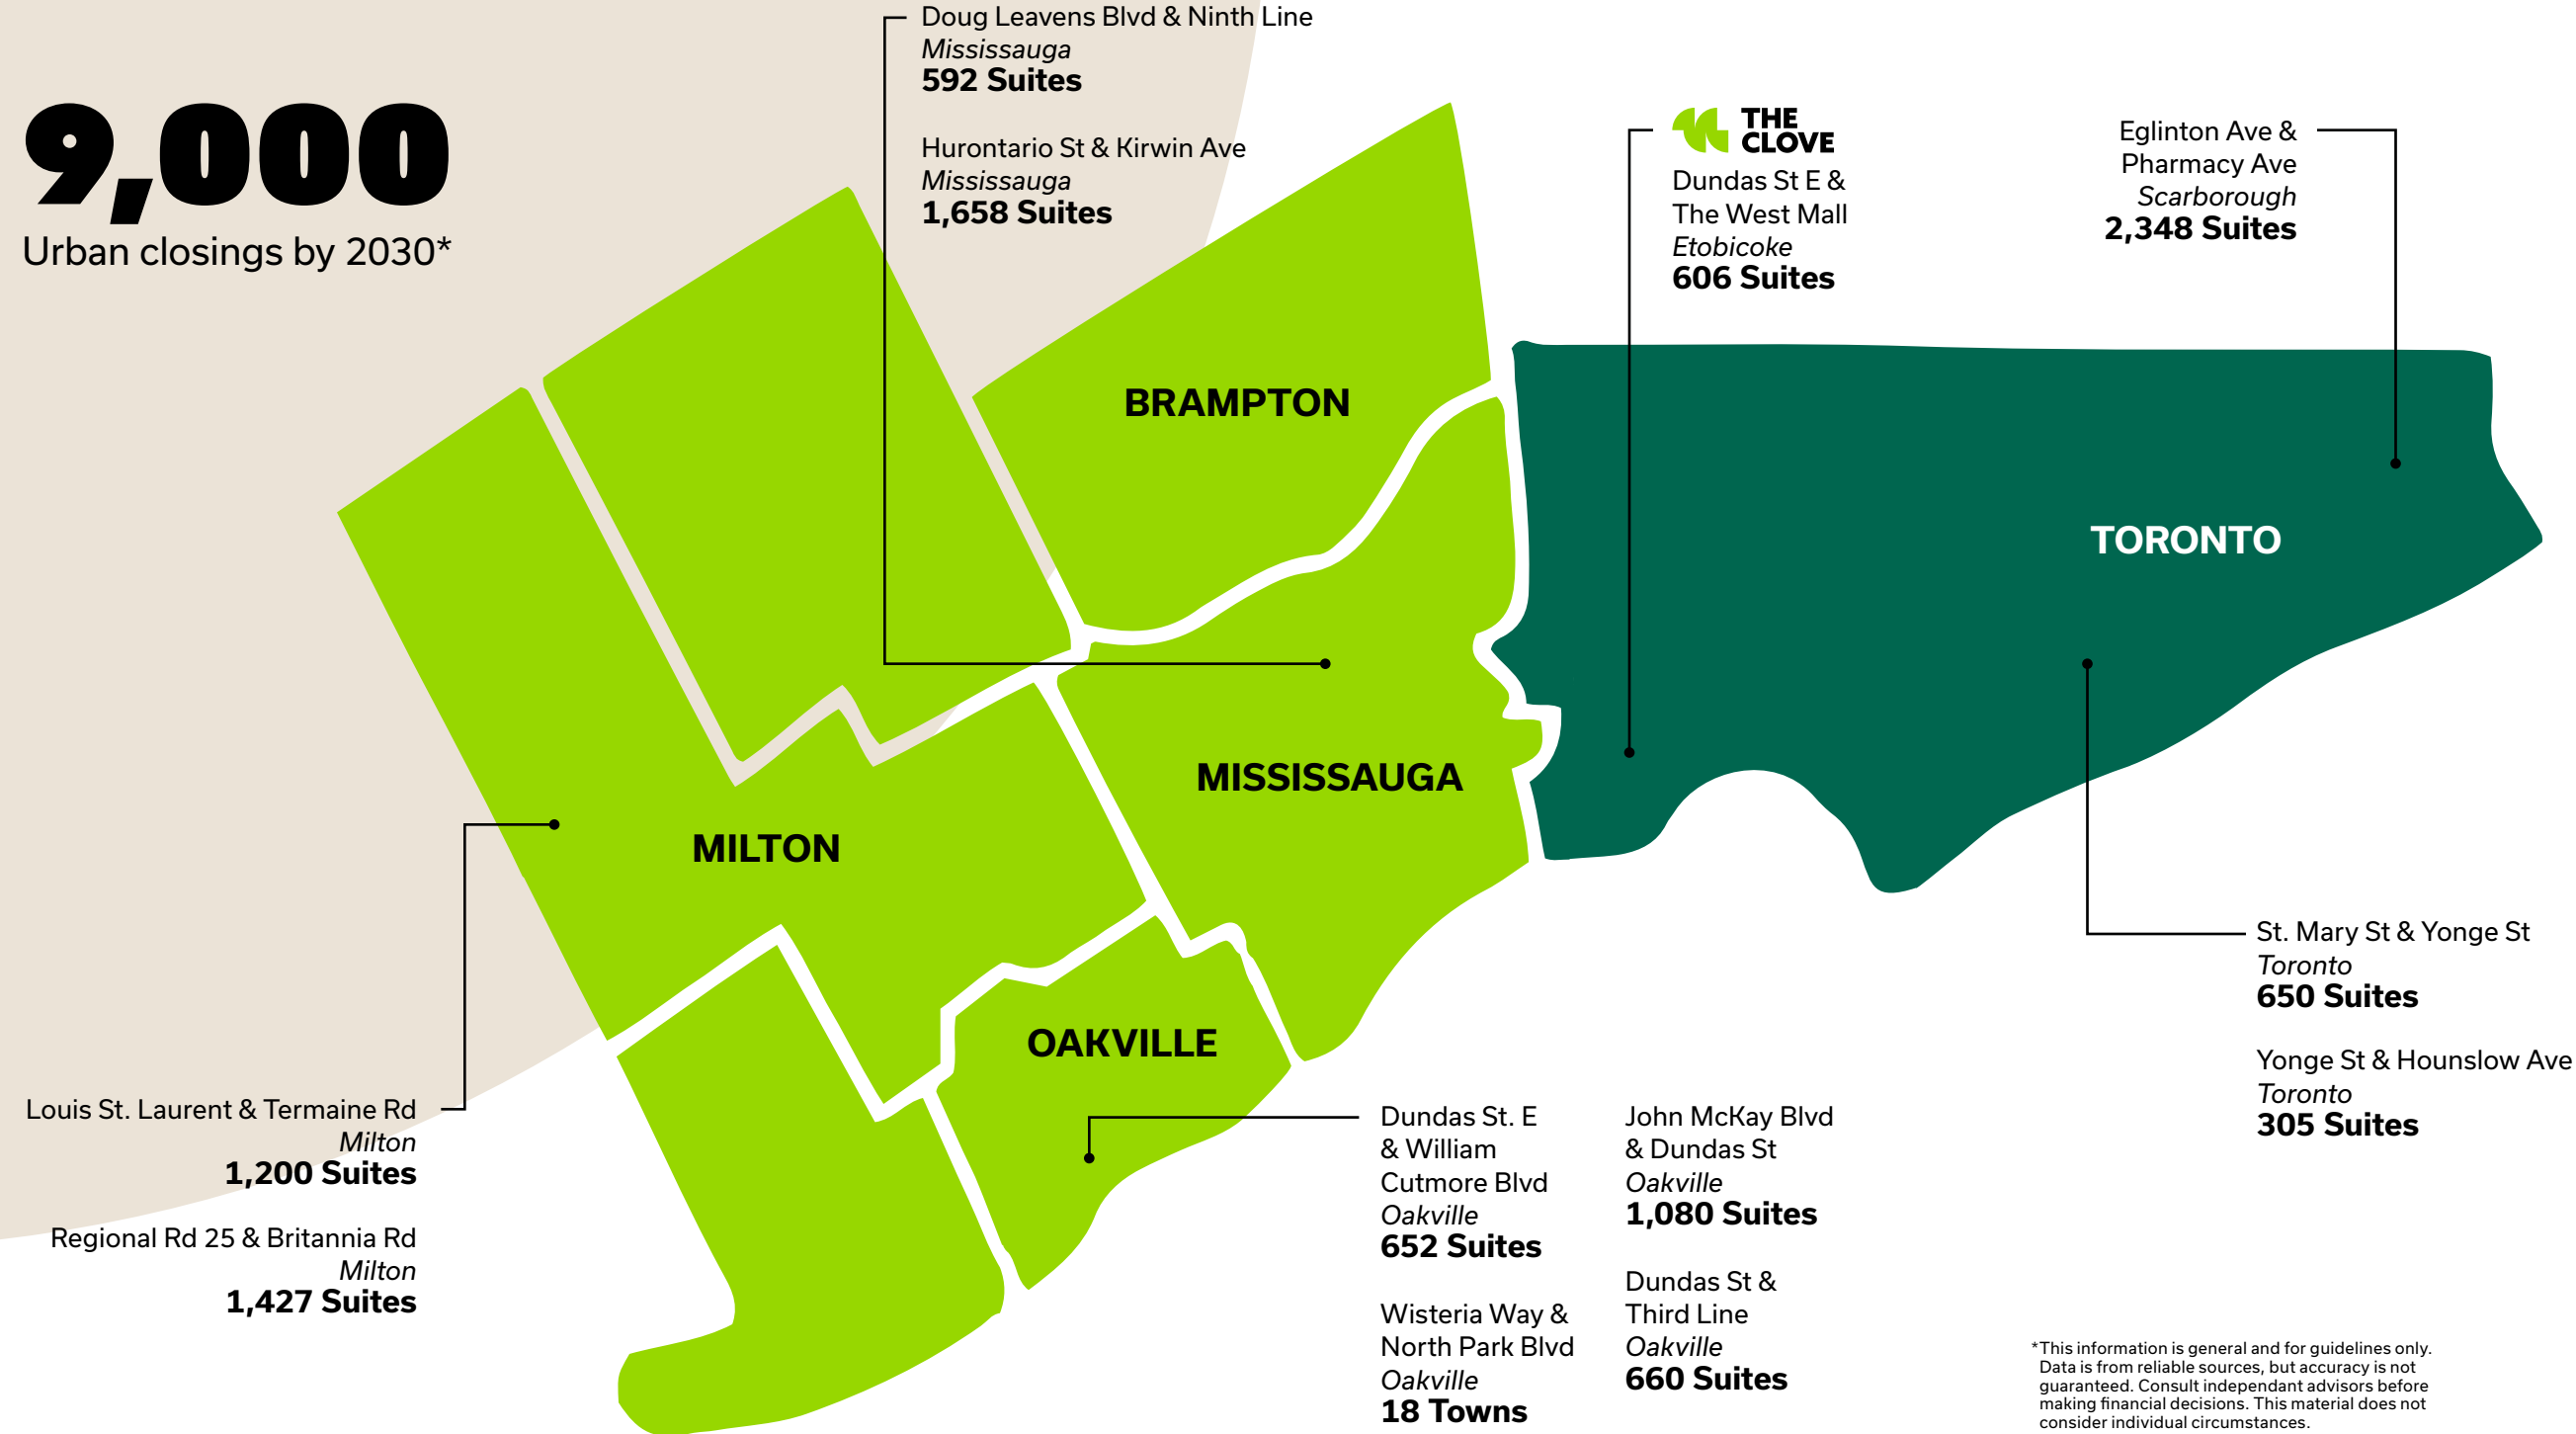 9,000
Urban closings by 2030*
Doug Leavens Blvd & Ninth Line
Mississauga
592 Suites
Hurontario St & Kirwin Ave
Mississauga
1,658 Suites
THE
CLOVE
Dundas St E &
The West Mall
Etobicoke
606 Suites
Eglinton Ave &
Pharmacy Ave
Scarborough
2,348 Suites
BRAMPTON
TORONTO
MISSISSAUGA
MILTON
OAKVILLE
St. Mary St & Yonge St
Toronto
650 Suites
Yonge St & Hounslow Ave
Toronto
305 Suites
Louis St. Laurent & Termaine Rd
Milton
1,200 Suites
Regional Rd 25 & Britannia Rd
Milton
1,427 Suites
Dundas St. E
& William
Cutmore Blvd
Oakville
652 Suites
Wisteria Way &
North Park Blvd
Oakville
18 Towns
John McKay Blvd
& Dundas St
Oakville
1,080 Suites
Dundas St &
Third Line
Oakville
660 Suites
*This information is general and for guidelines only.
Data is from reliable sources, but accuracy is not
guaranteed. Consult independant advisors before
making financial decisions. This material does not
consider individual circumstances.